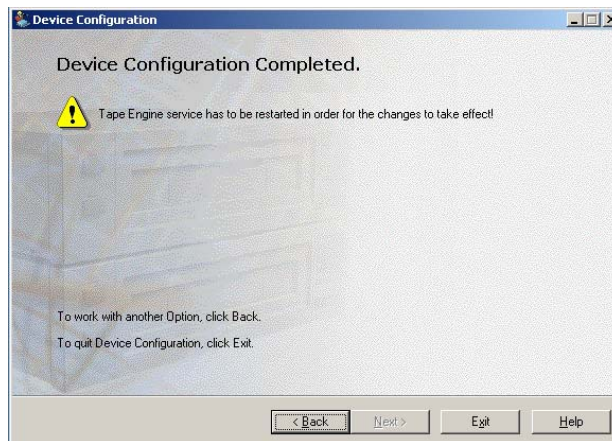 Device Configuration
Device Configuration Completed.
Tape Engine service has to be restarted in order for the changes to take effect!
To work with another Option, click Back.
To quit Device Configuration, click Exit.
< Back
Next >
Exit
Help